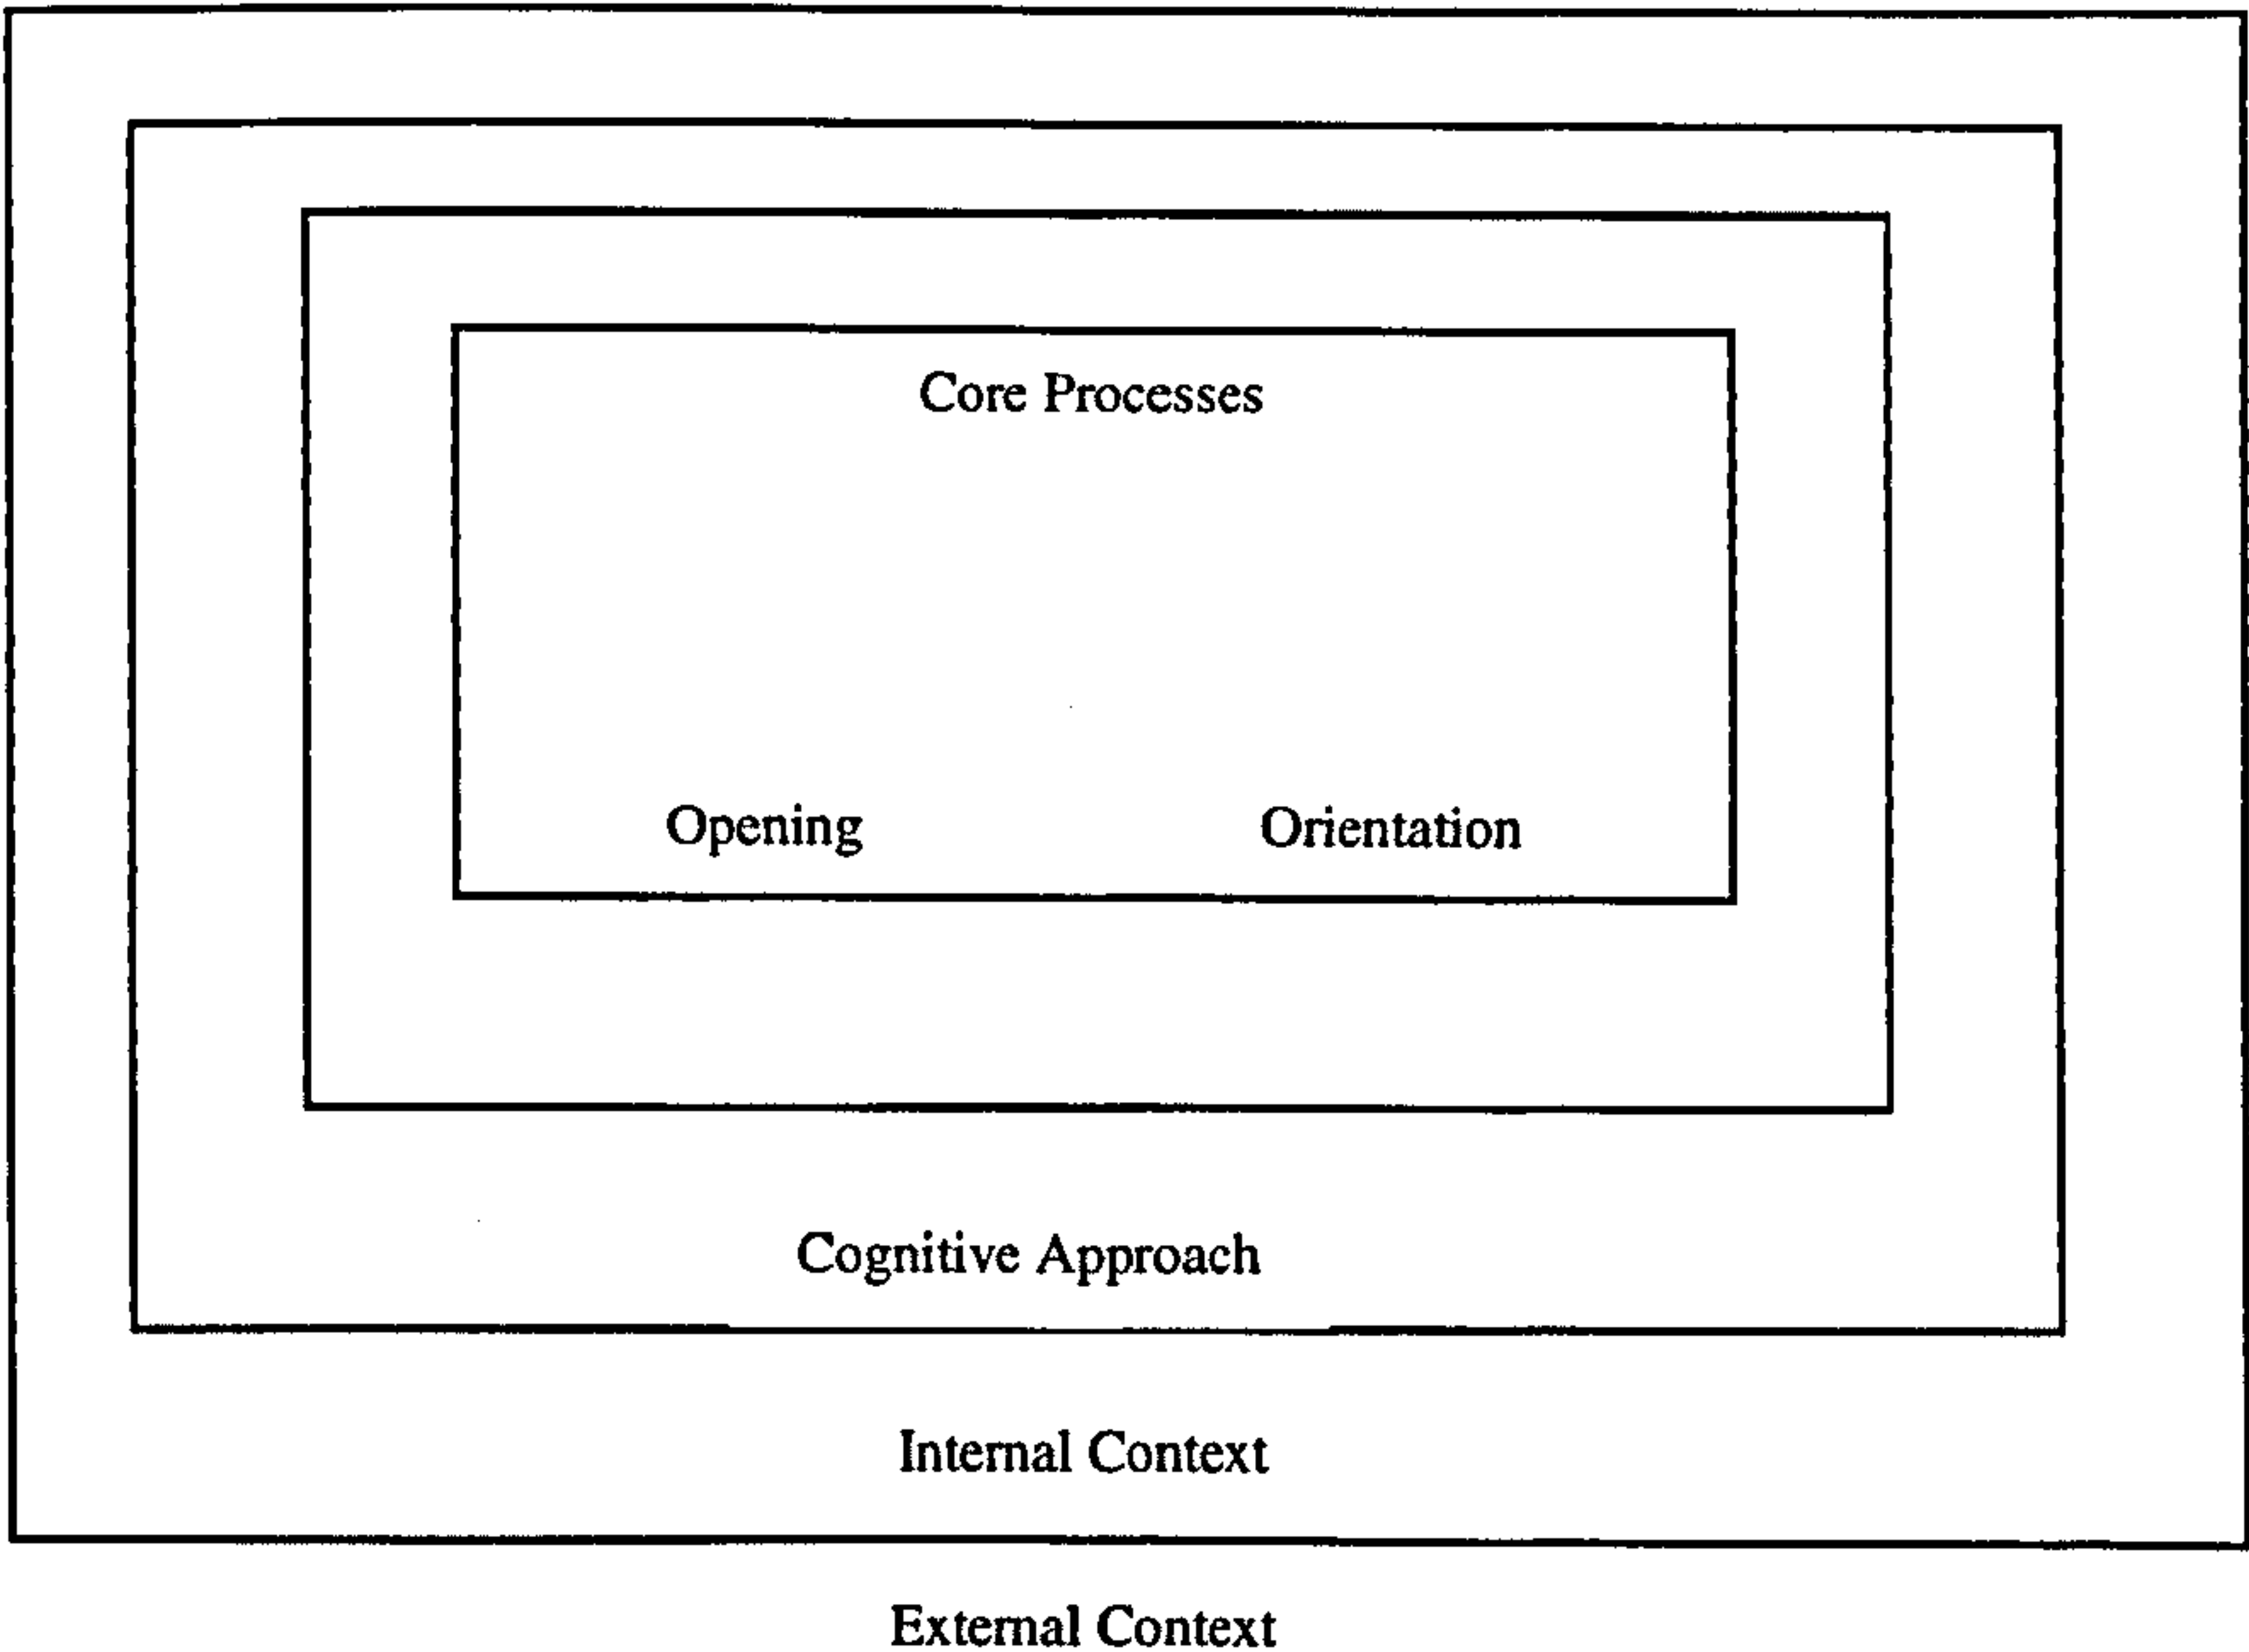 Core Processes
Opening Orientation
Cognitive Approach
Internal Context
External Context